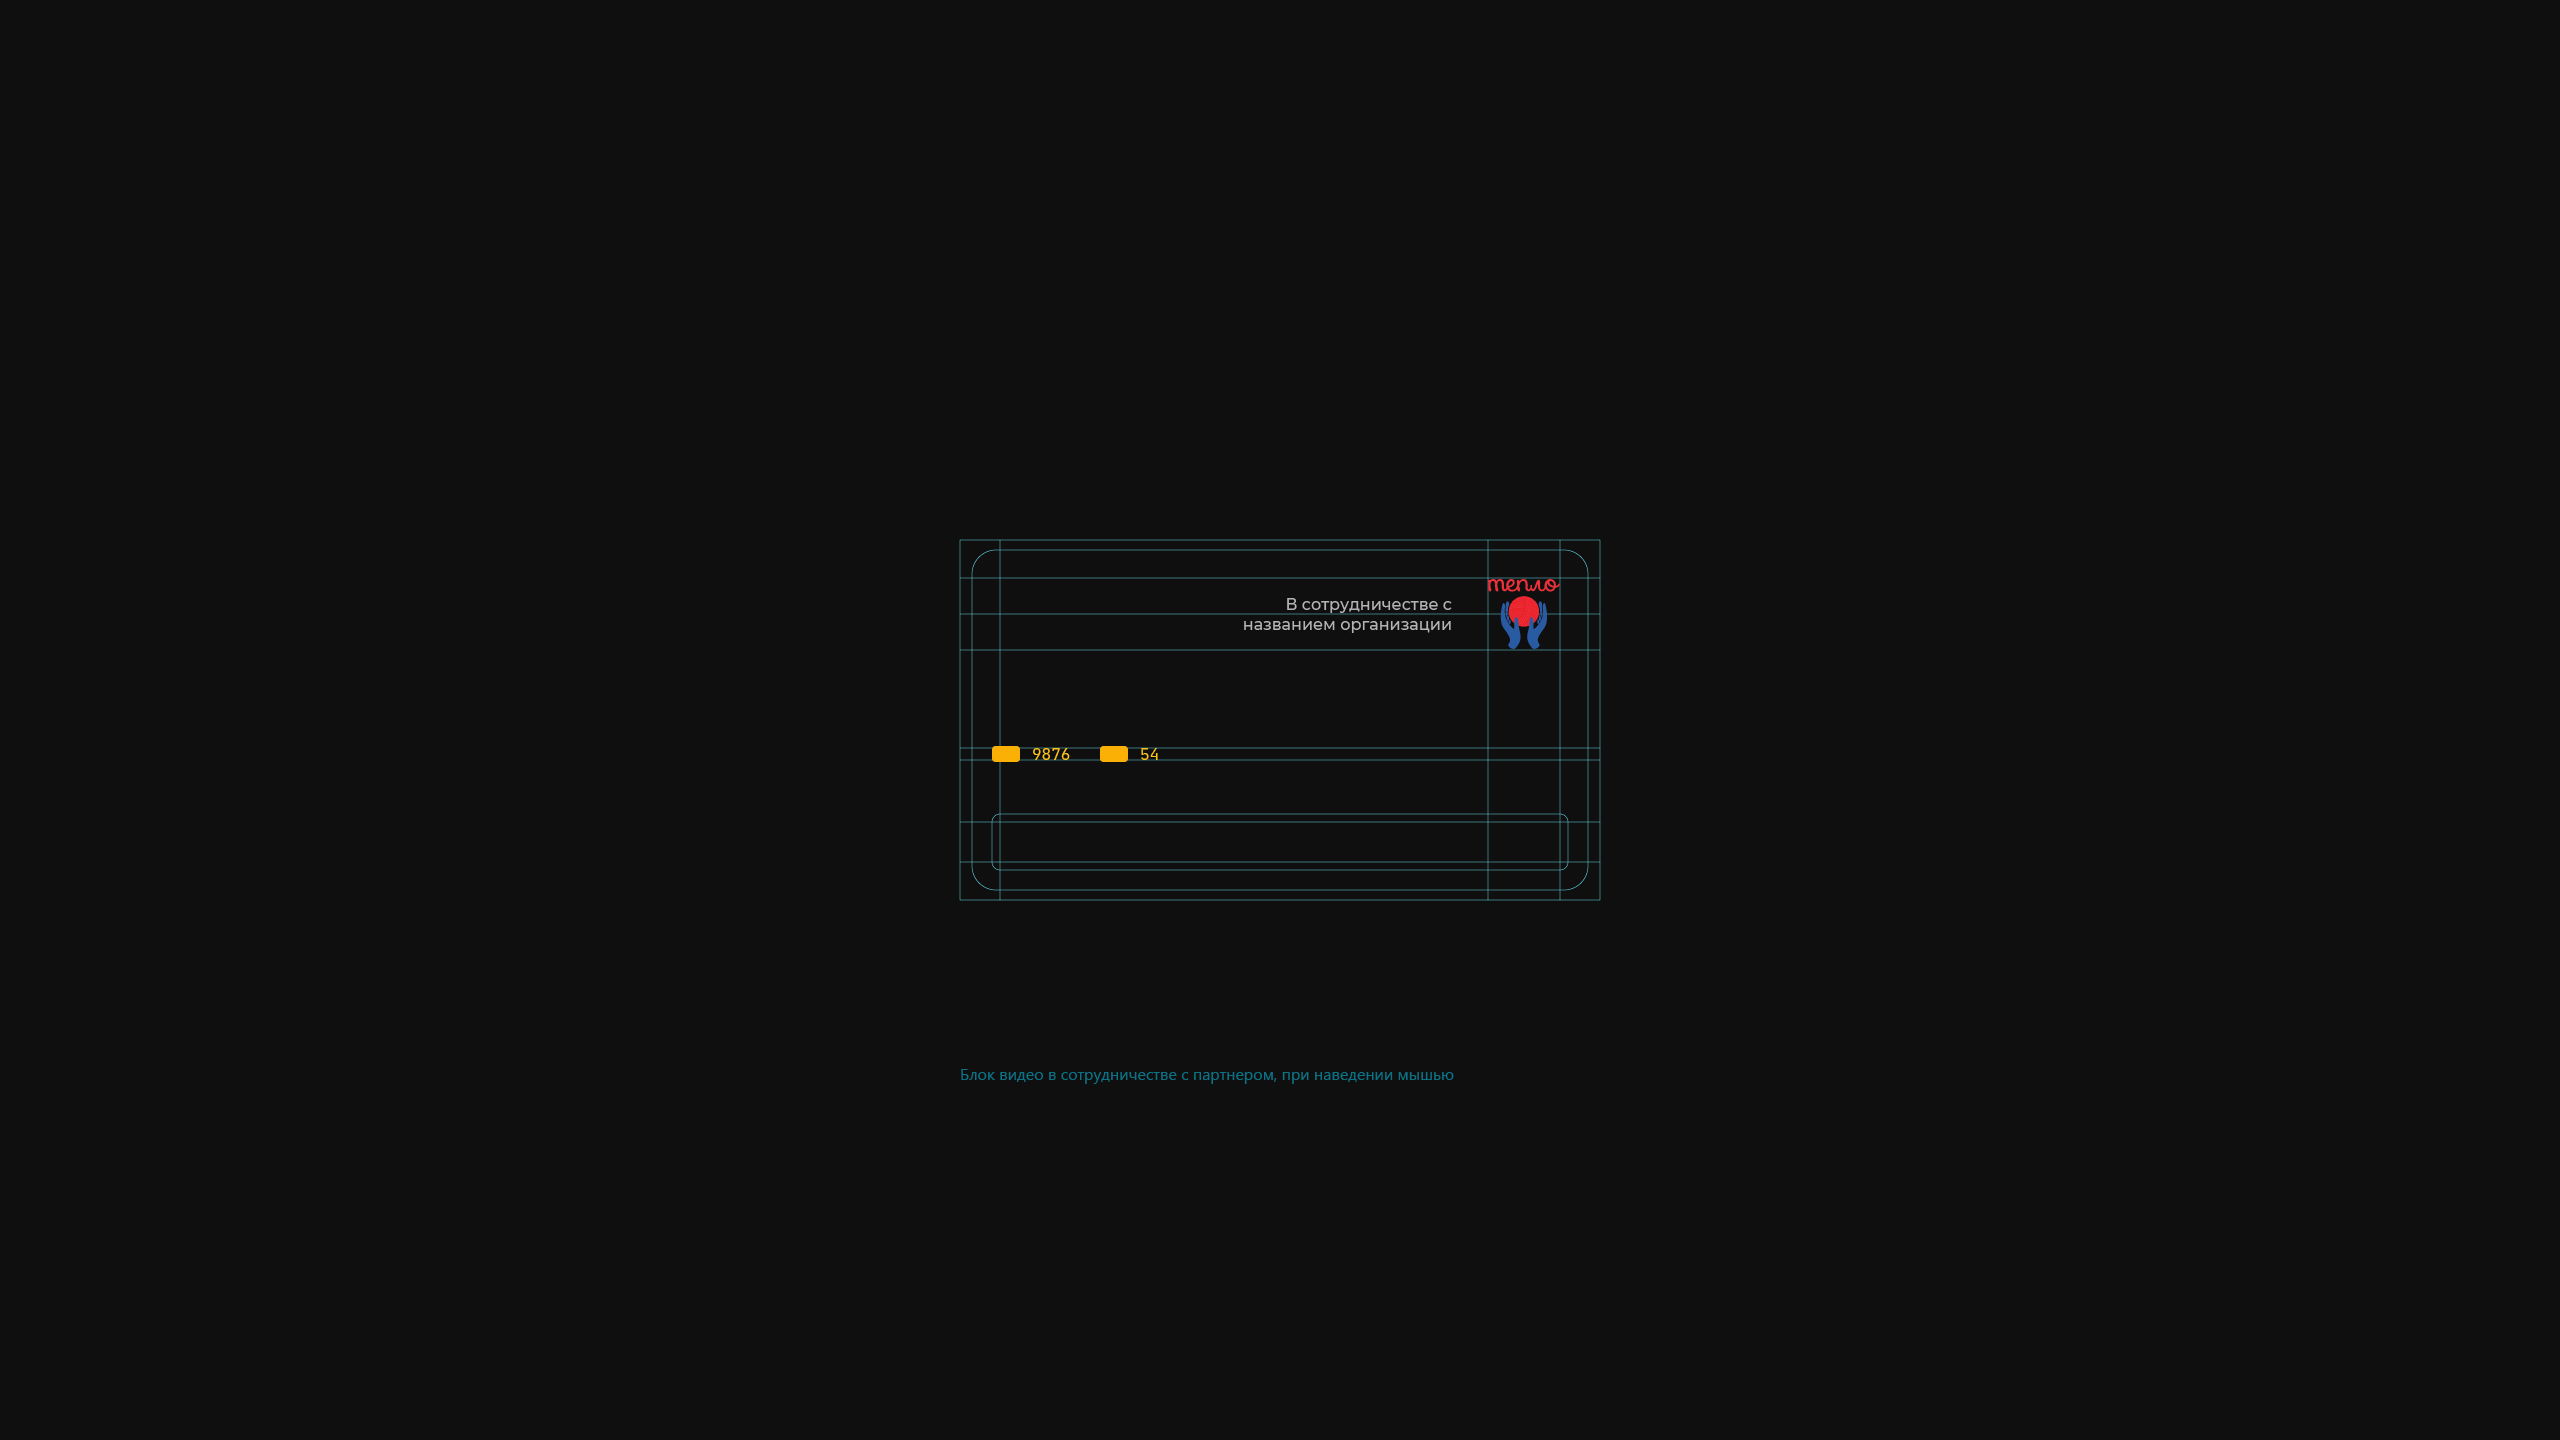 тепло
В сотрудничестве с
названием организации
9876 54
Блок видео в сотрудничестве с партнером, при наведении мышью